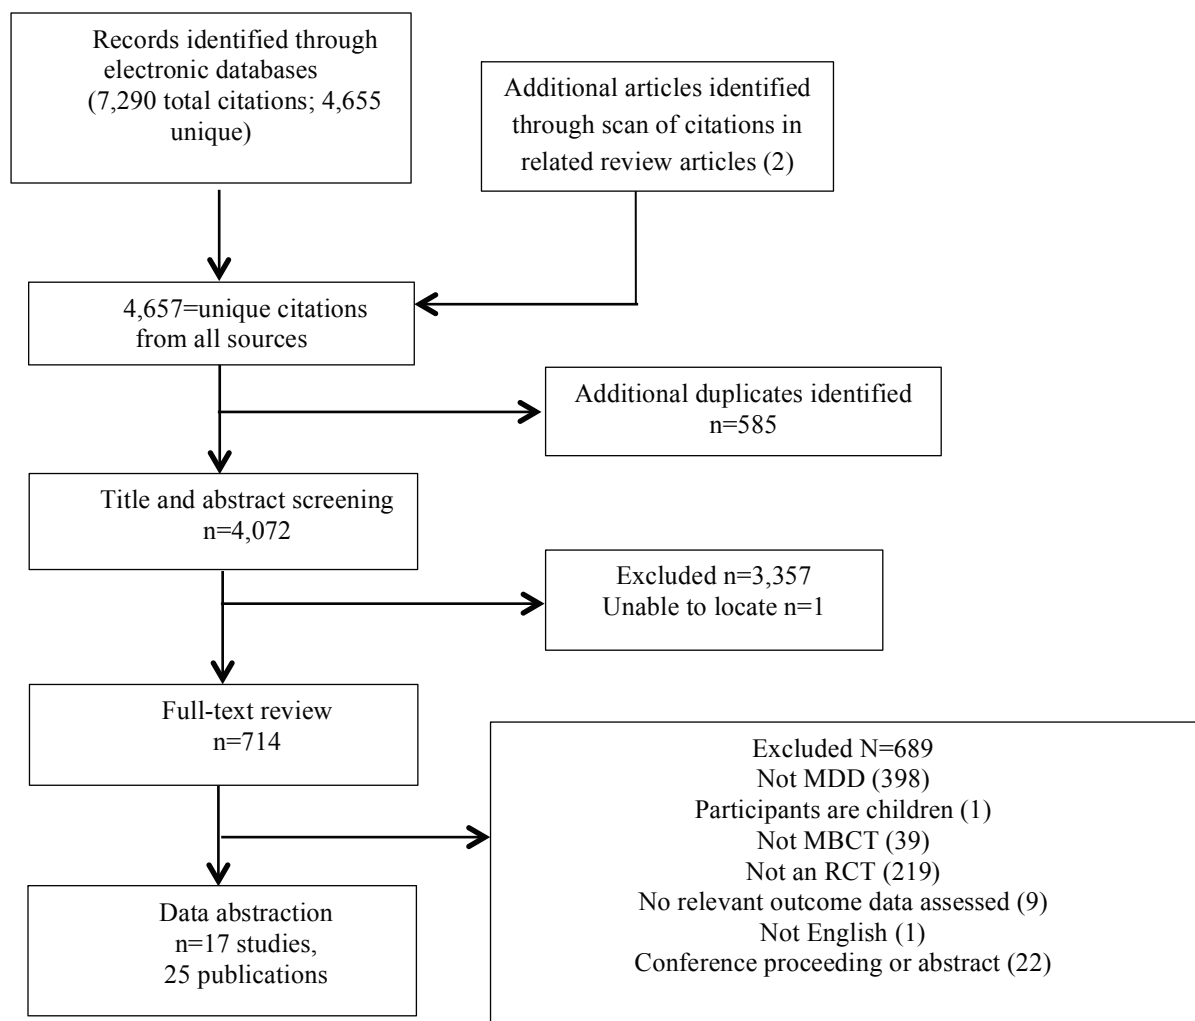 Records identified through
electronic databases
(7,290 total citations; 4,655
unique)
Additional articles identified
through scan of citations in
related review articles (2)
4,657=unique citations
from all sources
Additional duplicates identified
n=585
Title and abstract screening
n=4,072
Excluded n=3,357
Unable to locate n=1
Full-text review
n=714
Excluded N=689
Not MDD (398)
Participants are children (1)
Not MBCT (39)
Not an RCT (219)
No relevant outcome data assessed (9)
Not English (1)
Conference proceeding or abstract (22)
Data abstraction
n=17 studies,
25 publications